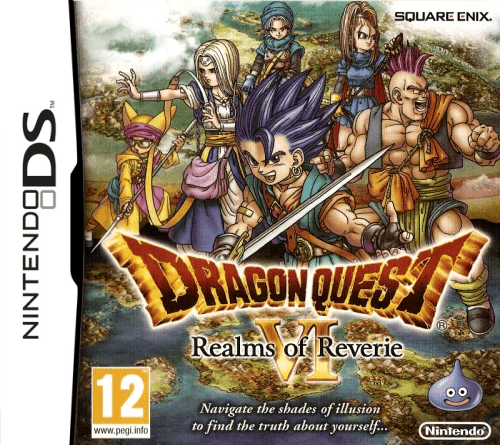 SQUARE ENIX.
NINTENDO DS™
DRAGON QUEST®
VI
Realms of Reverie
12
www.pegi.info
Navigate the shades of illusion
to find the truth about yourself...
Nintendo®